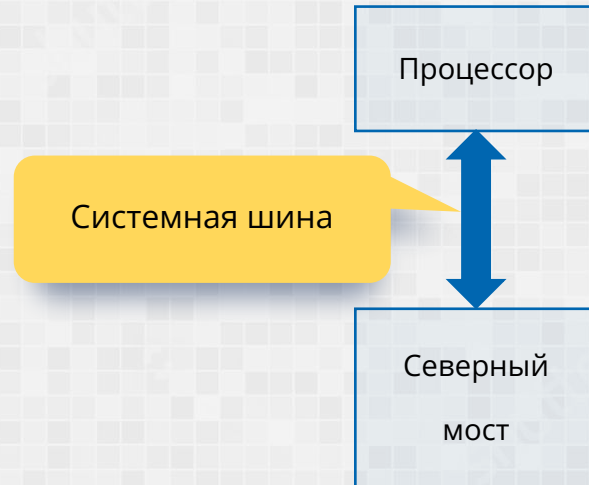 Процессор
Системная шина
Северный
мост